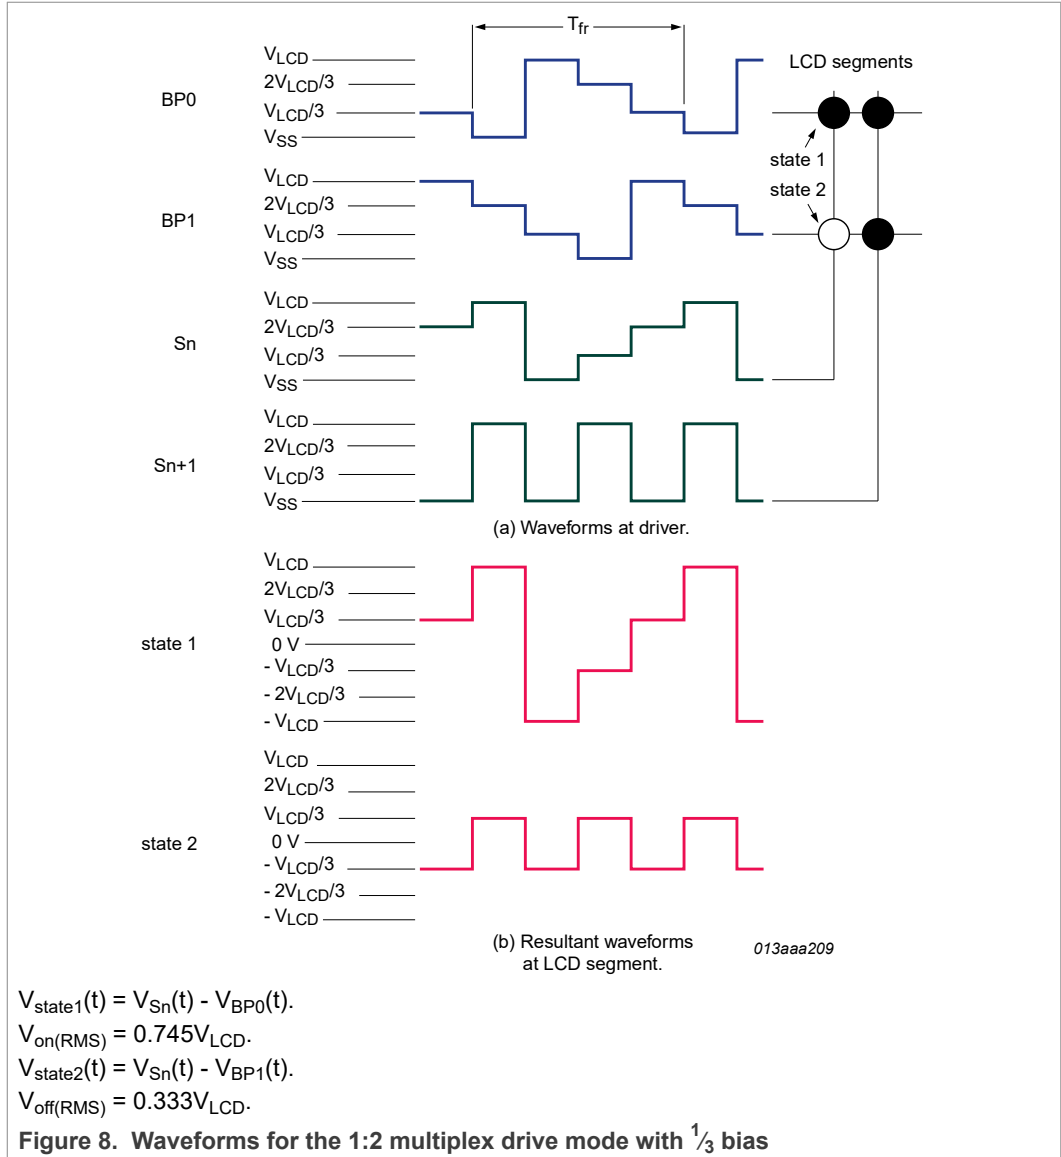 Tfr
BP0
VLCD
2VLCD/3
VLCD/3
VSS
LCD segments
state 1
state 2
BP1
VLCD
2VLCD/3
VLCD/3
VSS
Sn
VLCD
2VLCD/3
VLCD/3
VSS
Sn+1
VLCD
2VLCD/3
VLCD/3
VSS
(a) Waveforms at driver.
state 1
VLCD
2VLCD/3
VLCD/3
0 V
- VLCD/3
- 2VLCD/3
- VLCD
state 2
VLCD
2VLCD/3
VLCD/3
0 V
- VLCD/3
- 2VLCD/3
- VLCD
(b) Resultant waveforms
at LCD segment.
013aaa209
Vstate1(t) = VSn(t) - VBP0(t).
Von(RMS) = 0.745VLCD.
Vstate2(t) = VSn(t) - VBP1(t).
Voff(RMS) = 0.333VLCD.
Figure 8. Waveforms for the 1:2 multiplex drive mode with 1⁄3 bias